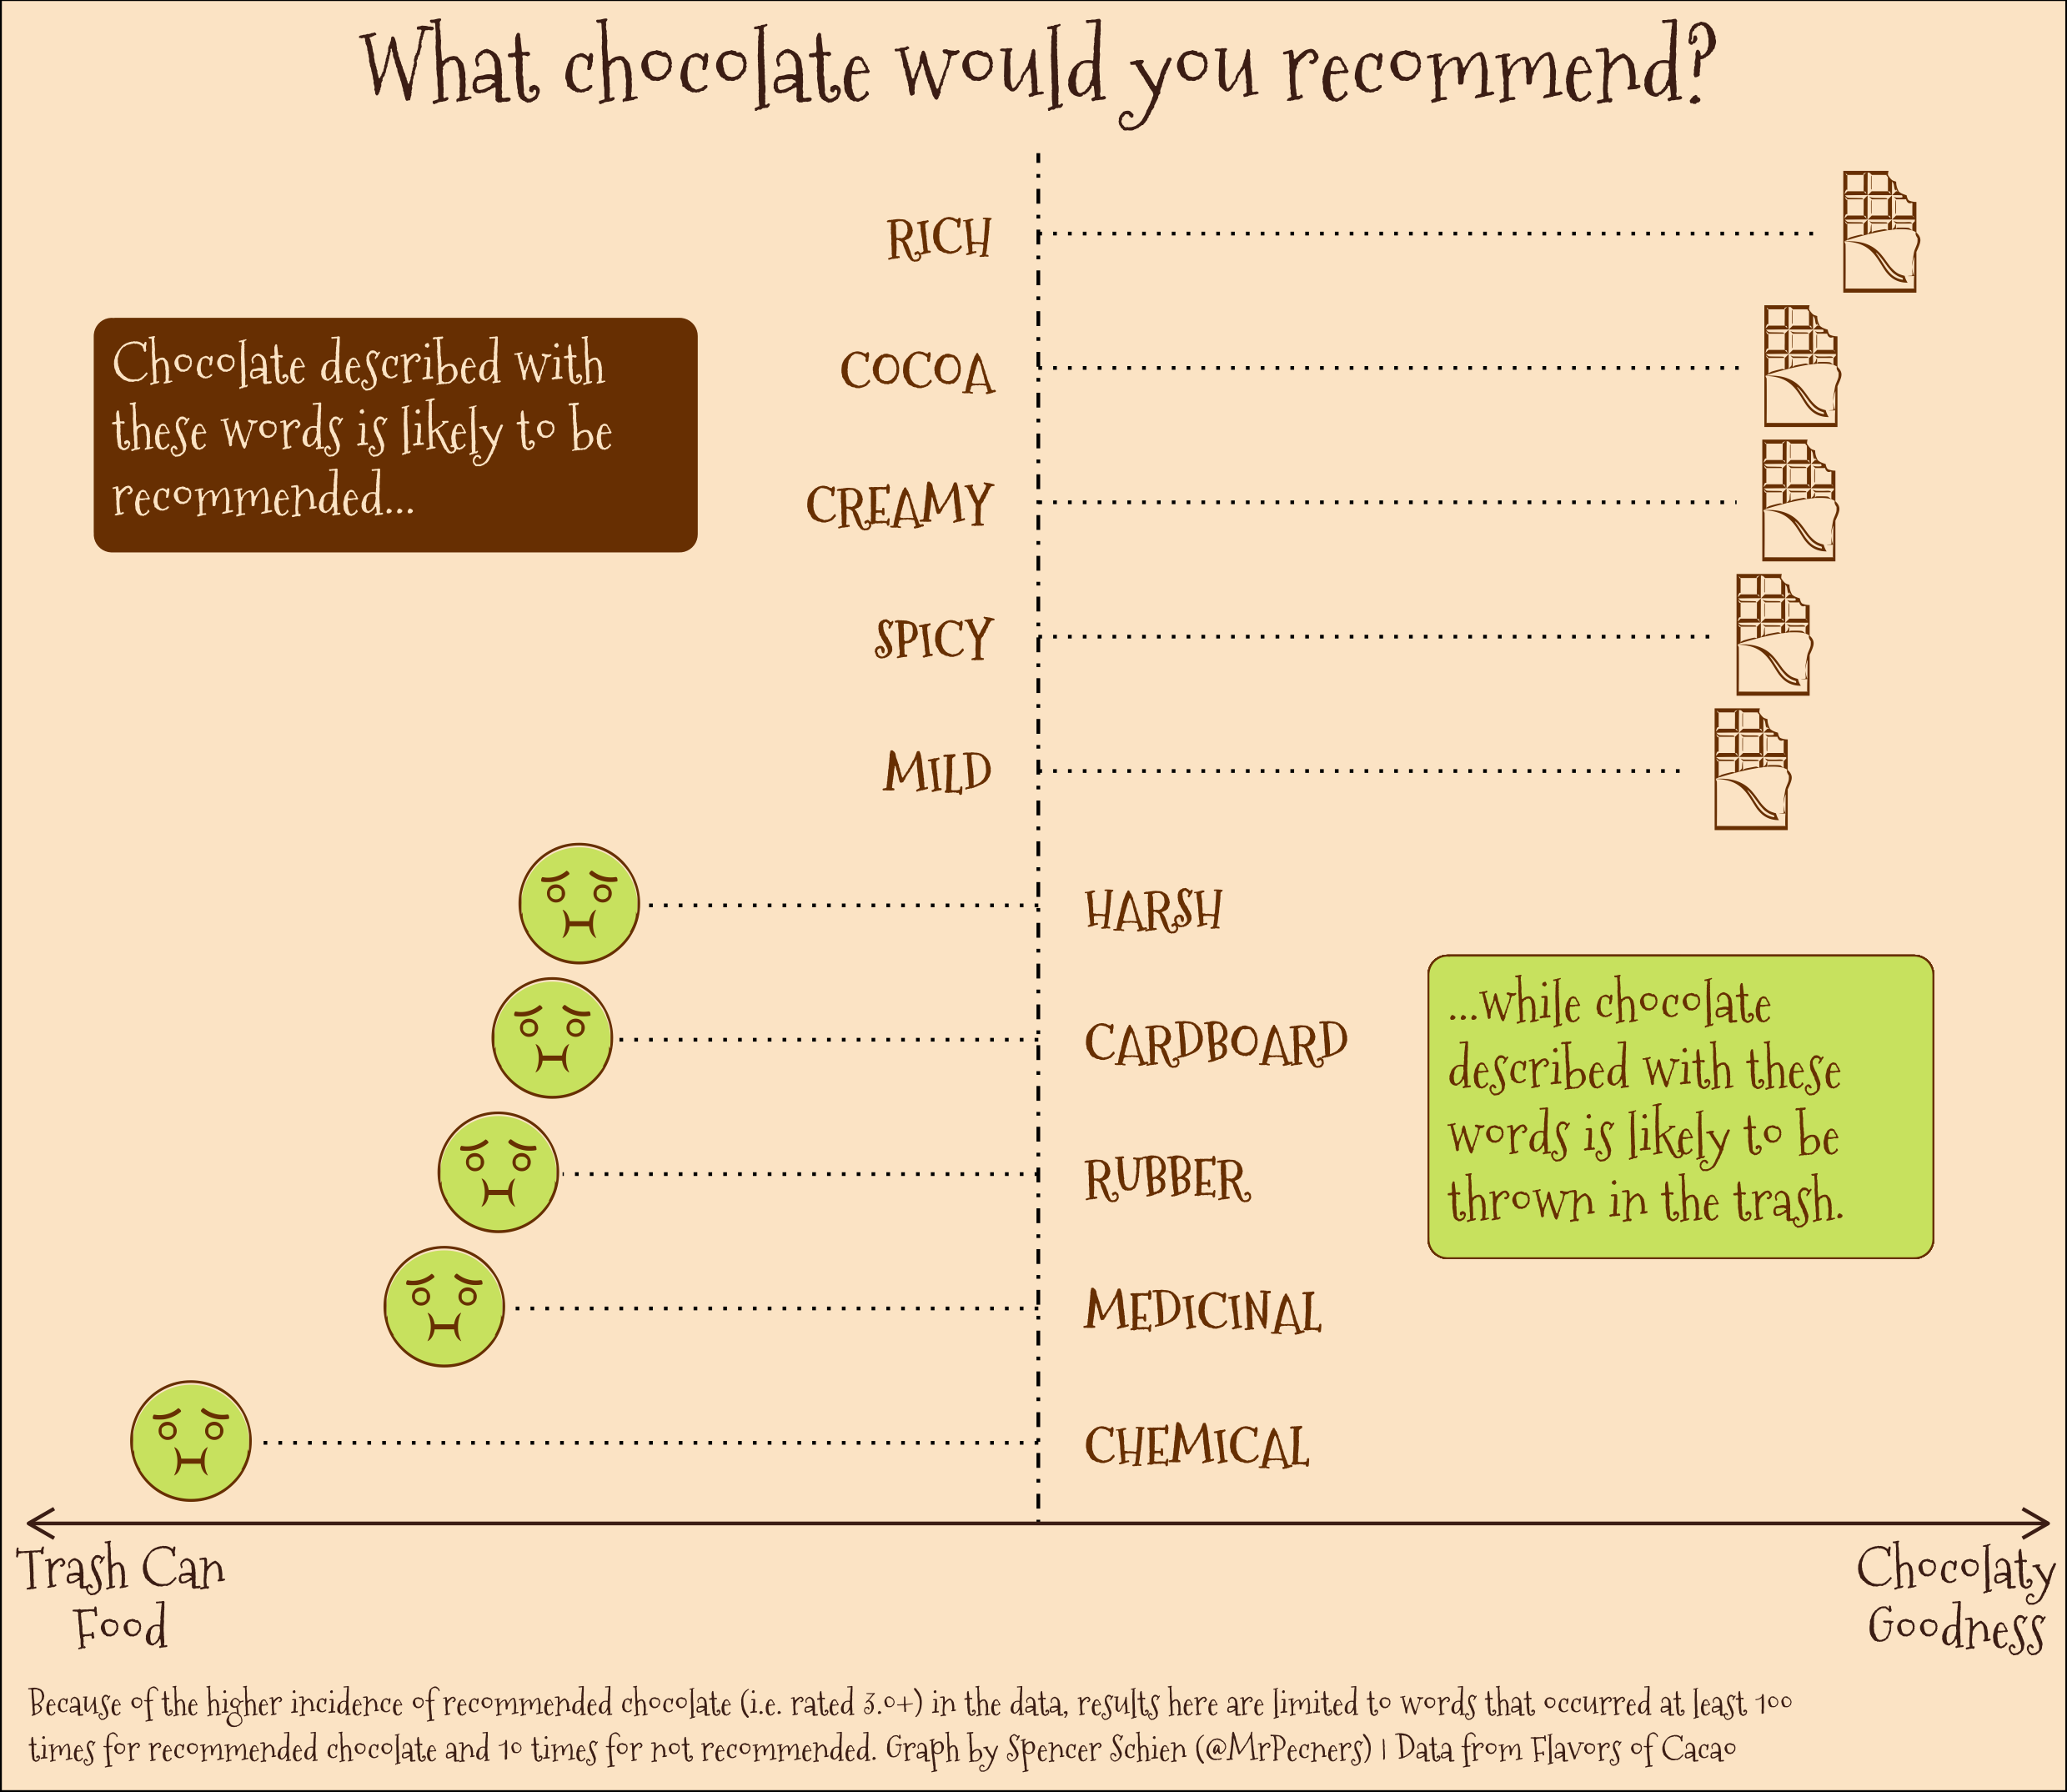 What chocolate would you recommend?
RICH
Chocolate described with
these words is likely to be
recommended...
COCOA
CREAMY
SPICY
MILD
HARSH
CARDBOARD
RUBBER
MEDICINAL
CHEMICAL
...while chocolate
described with these
words is likely to be
thrown in the trash.
Trash Can
Food
Chocolaty
Goodness
Because of the higher incidence of recommended chocolate (i.e. rated 3.0+) in the data, results here are limited to words that occurred at least 100
times for recommended chocolate and 10 times for not recommended. Graph by Spencer Schien (@MrPecners) | Data from Flavors of Cacao